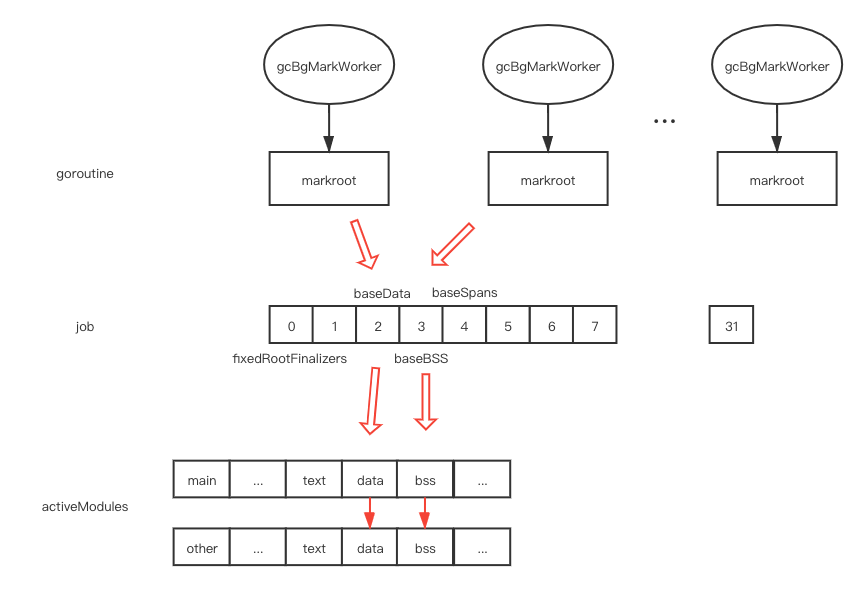 gcBgMarkWorker gcBgMarkWorker gcBgMarkWorker
...
goroutine markroot markroot markroot
baseData baseSpans
job 0 1 2 3 4 5 6 7 31
fixedRootFinalizers baseBSS
main ... text data bss ...
activeModules
other ... text data bss ...